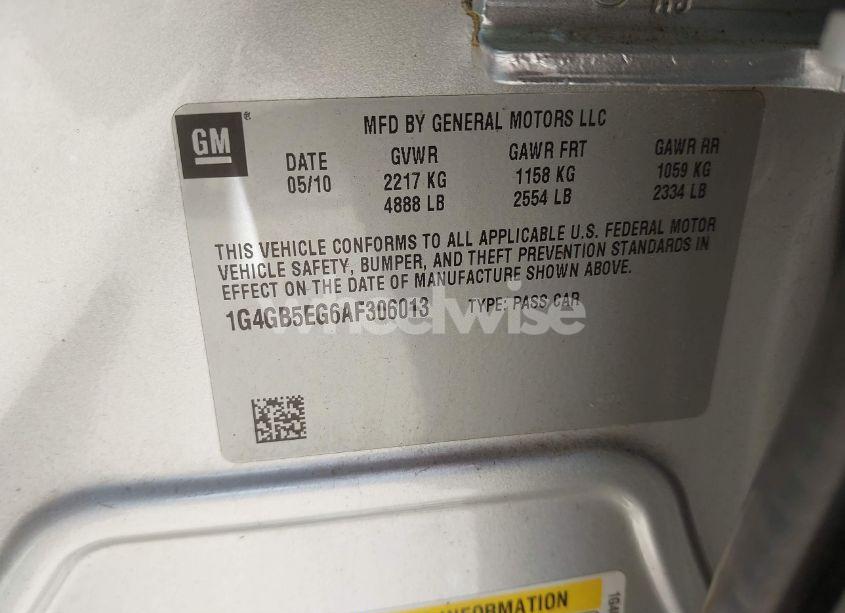 GM
MFD BY GENERAL MOTORS LLC
DATE GVWR GAWR FRT GAWR RR
05/10 2217 KG 1158 KG 1059 KG
4888 LB 2554 LB 2334 LB
THIS VEHICLE CONFORMS TO ALL APPLICABLE U.S. FEDERAL MOTOR
VEHICLE SAFETY, BUMPER, AND THEFT PREVENTION STANDARDS IN
EFFECT ON THE DATE OF MANUFACTURE SHOWN ABOVE.
1G4GB5EG6AF306013 TYPE: PASS CAR
wheelwise
INFORMATION